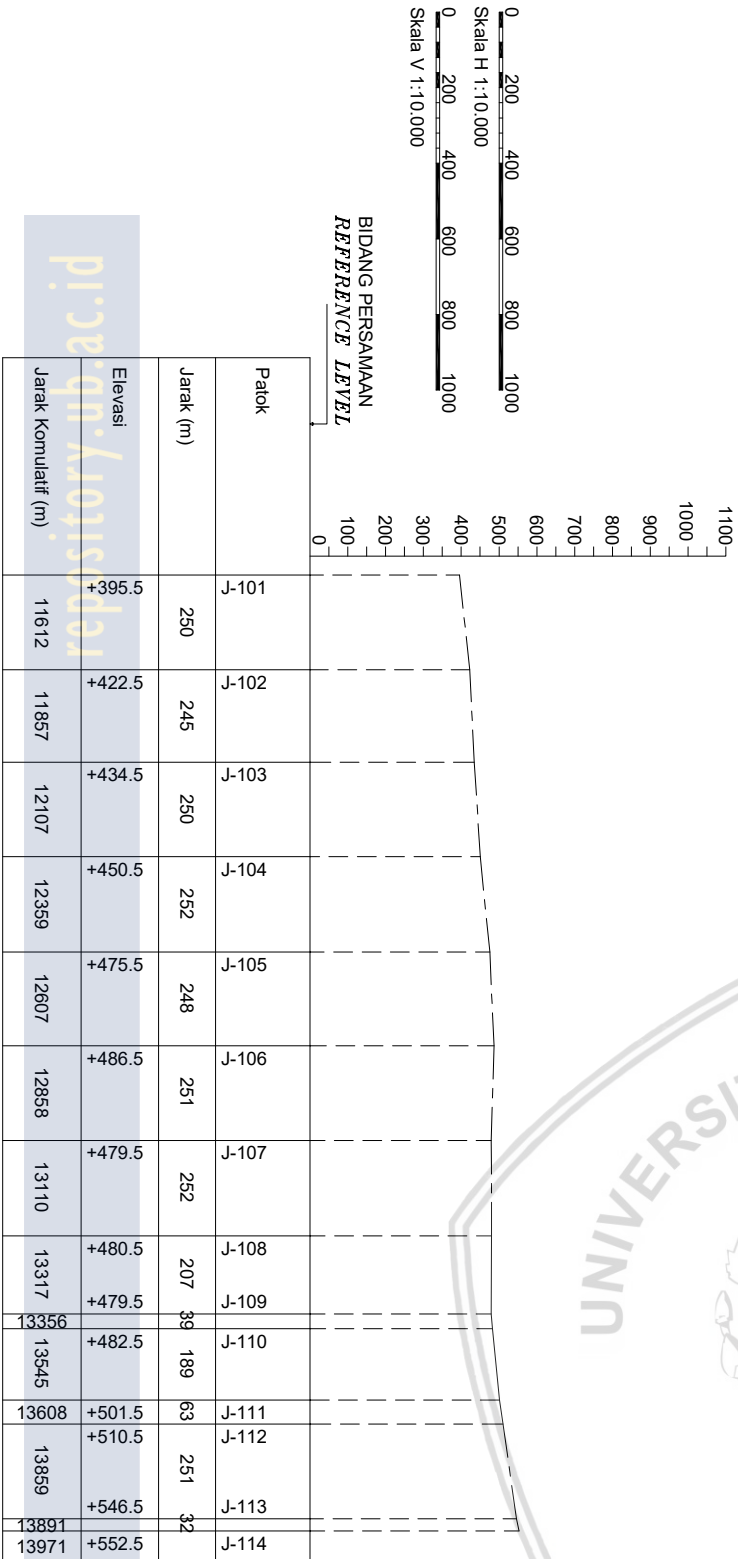 0 200 400 600 800 1000
Skala H 1:10.000
0 200 400 600 800 1000
Skala V 1:10.000
BIDANG PERSAMAAN
REFERENCE LEVEL
1100
1000
900
800
700
600
500
400
300
200
100
0
Patok J-101 J-102 J-103 J-104 J-105 J-106 J-107 J-108 J-109 J-110 J-111 J-112 J-113 J-114
Jarak (m) 250 245 250 252 248 251 252 207 39 189 63 251 32
Elevasi +395.5 +422.5 +434.5 +450.5 +475.5 +486.5 +479.5 +480.5 +479.5 +482.5 +501.5 +510.5 +546.5 +552.5
Jarak Komulatif (m) 11612 11857 12107 12359 12607 12858 13110 13317 13356 13545 13608 13859 13891 13971
repository.ub.ac.id